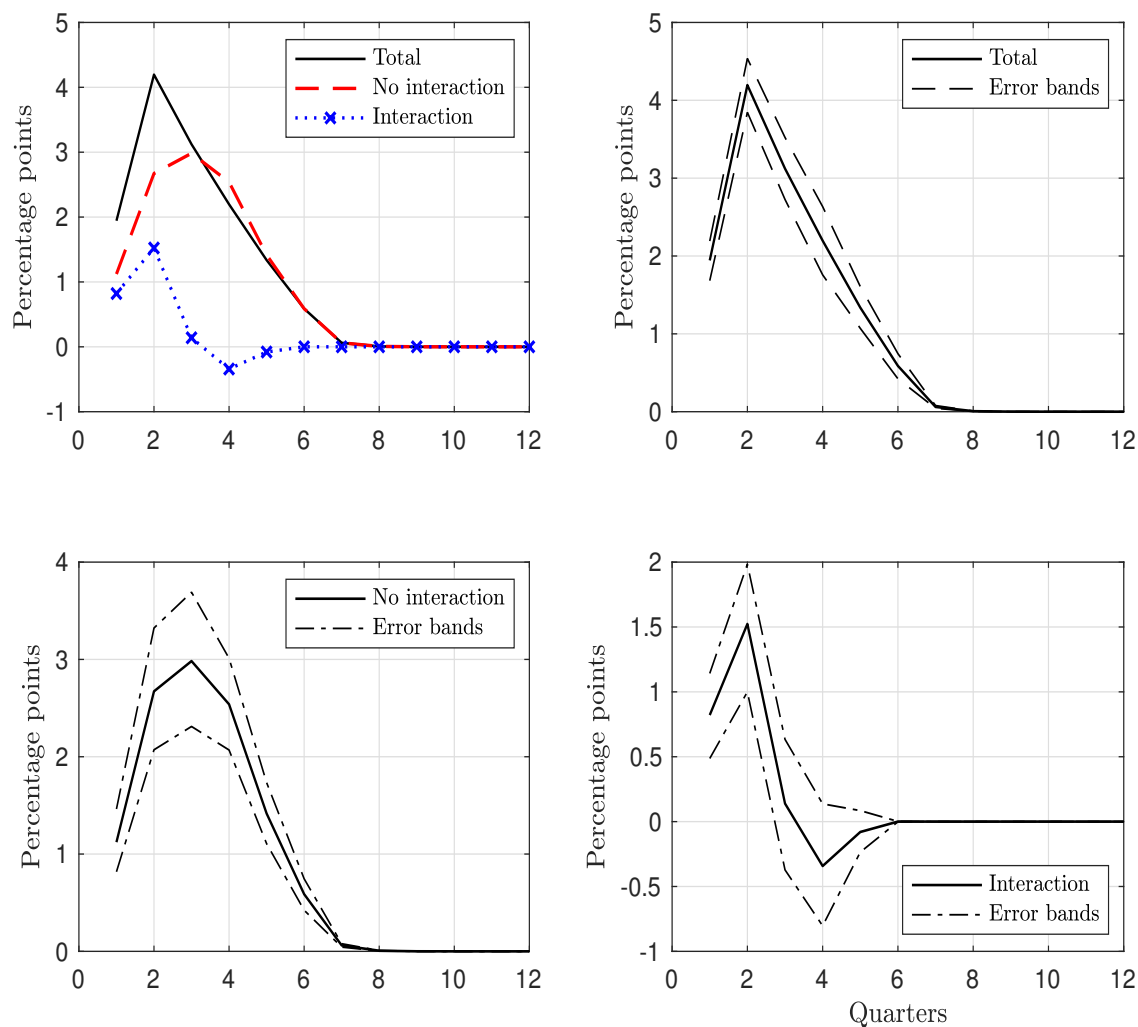 Percentage points
5
4
3
2
1
0
-1
0 2 4 6 8 10 12
Total
No interaction
Interaction
Percentage points
5
4
3
2
1
0
0 2 4 6 8 10 12
Total
Error bands
Percentage points
4
3
2
1
0
0 2 4 6 8 10 12
No interaction
Error bands
Percentage points
2
1.5
1
0.5
0
-0.5
-1
0 2 4 6 8 10 12
Interaction
Error bands
Quarters